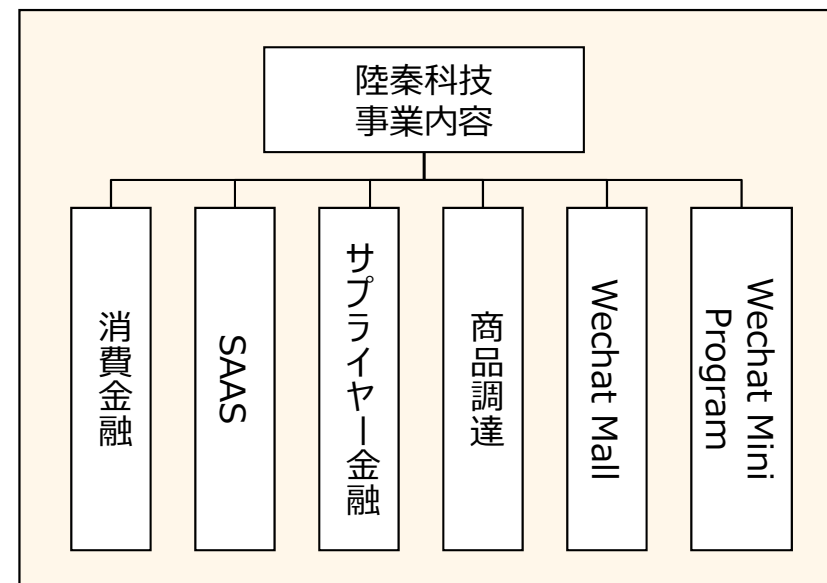 陸秦科技
事業内容
消費金融
SAAS
サプライヤー金融
商品調達
Wechat Mall
Wechat Mini
Program